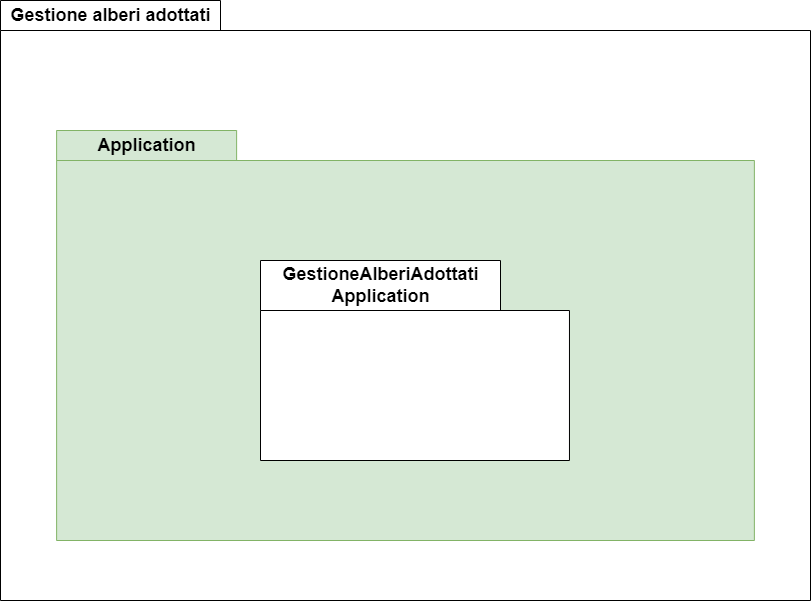 Gestione alberi adottati
Application
GestioneAlberiAdottati
Application